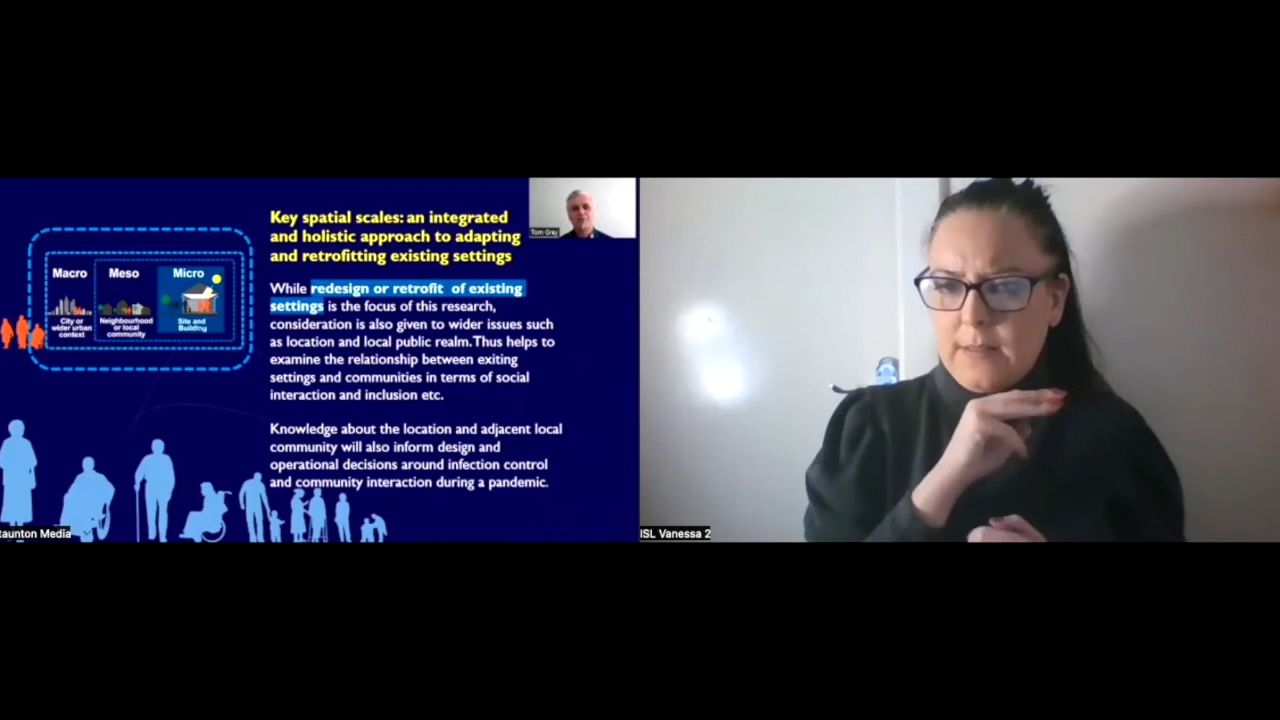 Key spatial scales: an integrated
and holistic approach to adapting
and retrofitting existing settings
Tom Gray
Macro
Meso
Micro
City or
wider urban
context
Neighbourhood
or local
community
Site and
Building
While redesign or retrofit of existing
settings is the focus of this research,
consideration is also given to wider issues such
as location and local public realm.Thus helps to
examine the relationship between exiting
settings and communities in terms of social
interaction and inclusion etc.
Knowledge about the location and adjacent local
community will also inform design and
operational decisions around infection control
and community interaction during a pandemic.
taunton Media
ISL Vanessa 2